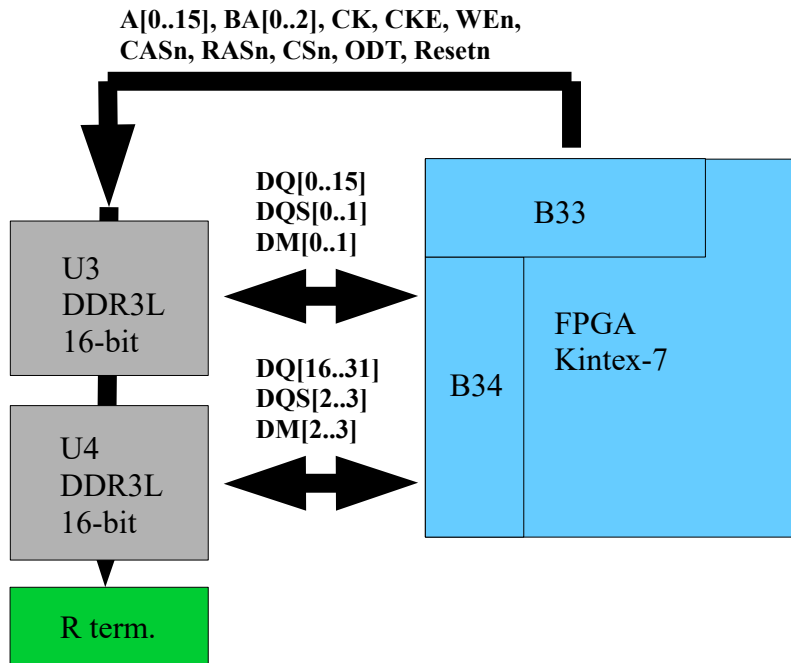 A[0..15], BA[0..2], CK, CKE, WEn,
CASn, RASn, CSn, ODT, Resetn
DQ[0..15]
DQS[0..1]
DM[0..1]
B33
U3
DDR3L
16-bit
FPGA
Kintex-7
DQ[16..31]
DQS[2..3]
DM[2..3]
B34
U4
DDR3L
16-bit
R term.